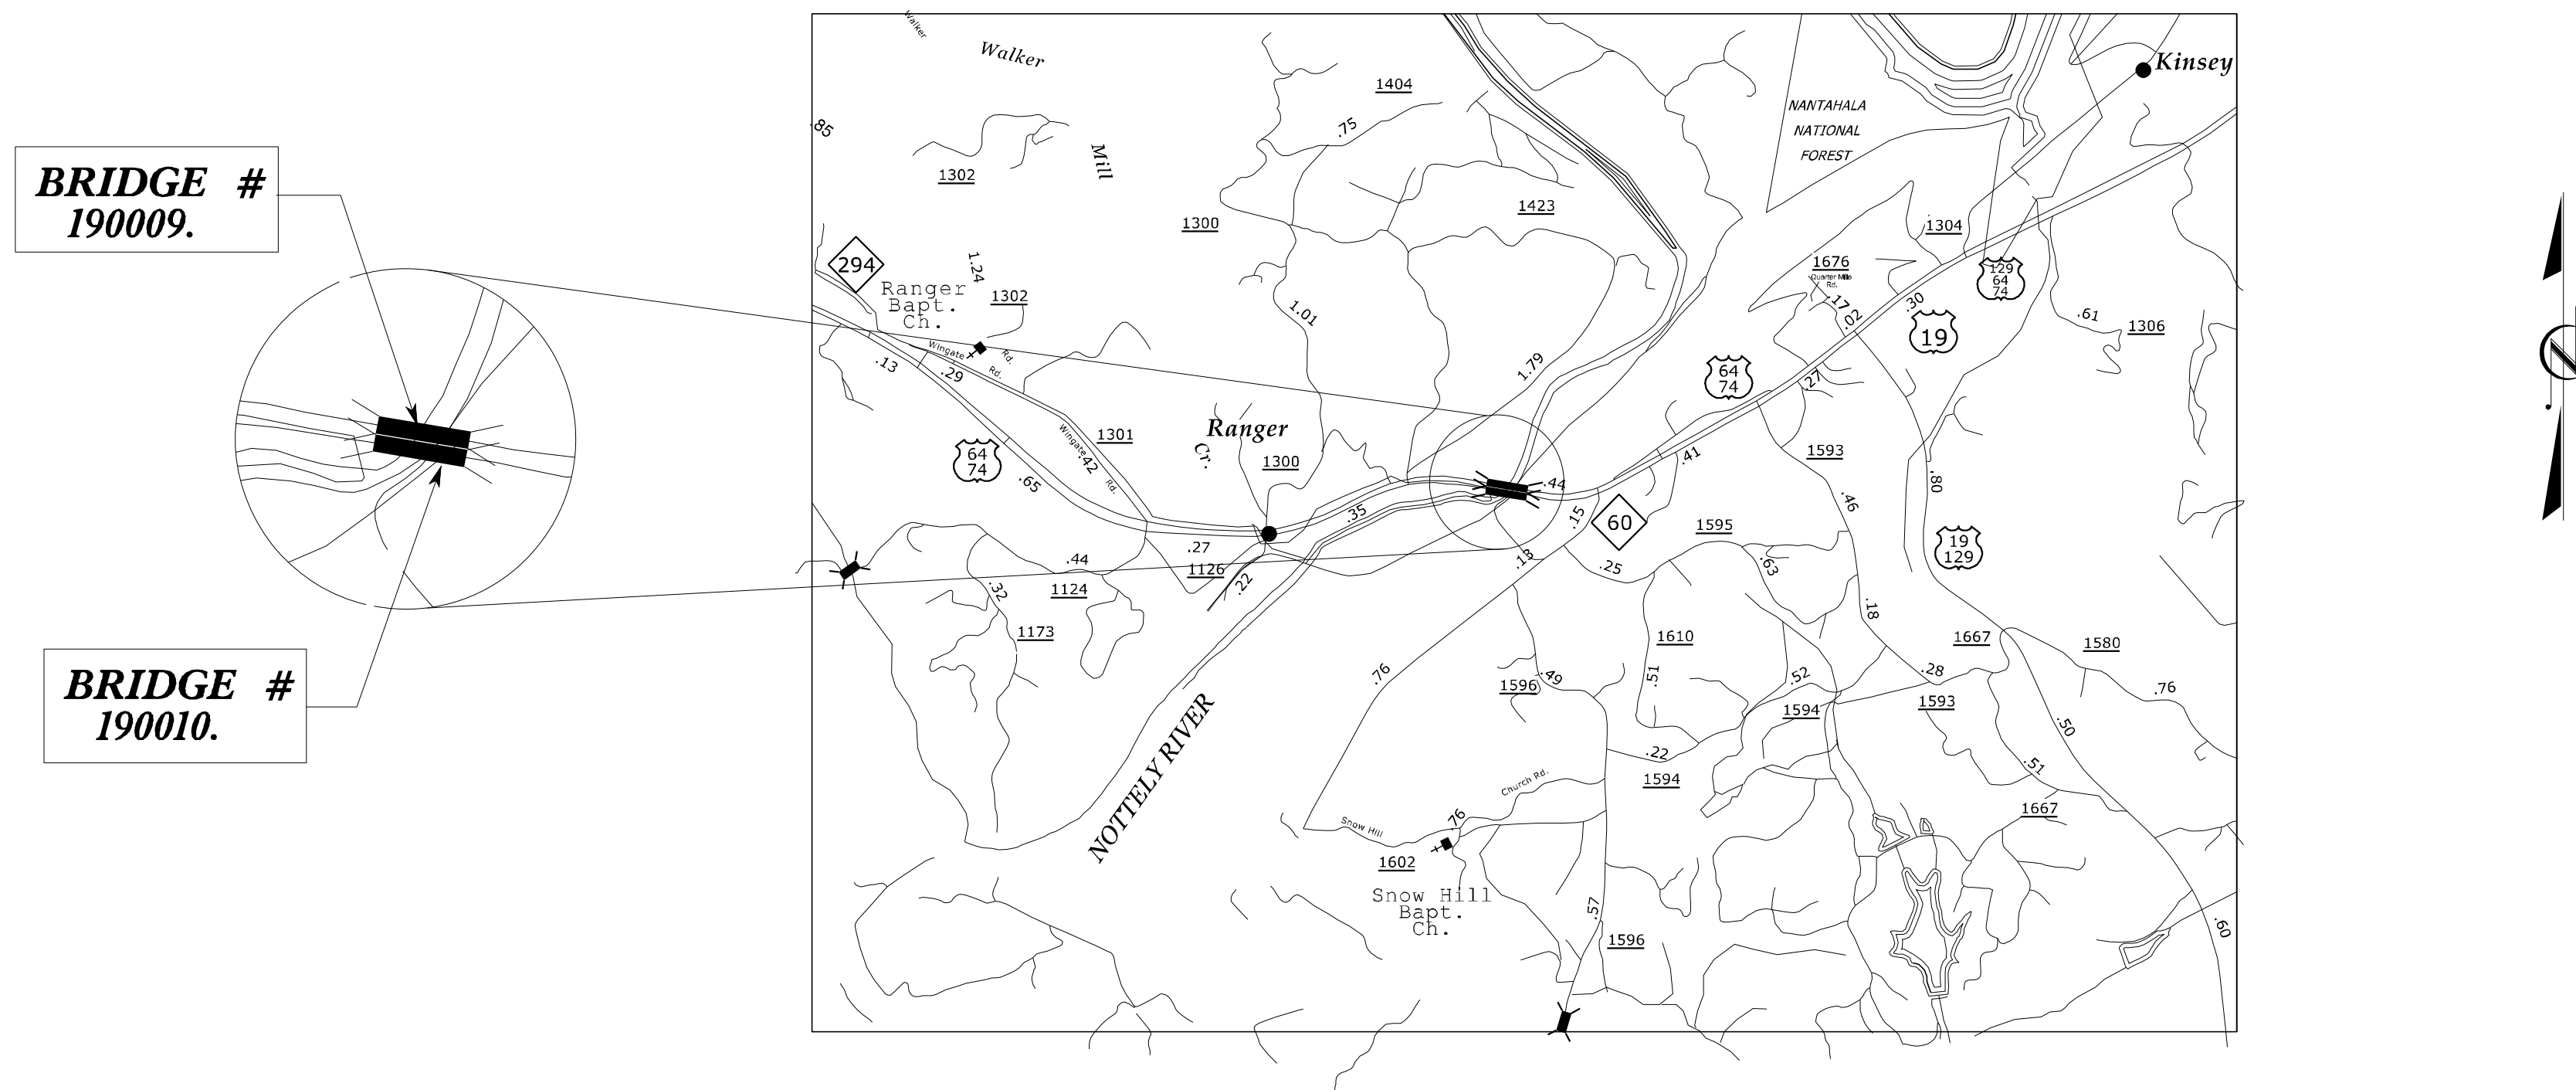 BRIDGE #
190009.
BRIDGE #
190010.
Walker
Walker
Mill
.85
1302
1404
.75
1300
1423
NANTAHALA
NATIONAL
FOREST
Kinsey
1304
129
64
74
1676
Quarter Mile
Rd.
.17
.02
.30
19
.61
1306
294
Ranger
Bapt.
Ch.
1.24
1302
Wingate
Rd.
Rd.
.13
.29
1.01
1.79
64
74
.27
Ranger
Cr.
1301
Wingate
.42
Rd.
1300
64
74
.65
.35
.44
.41
1593
.80
.46
60
.15
1595
19
129
.27
.44
1126
.22
.13
.25
.63
1124
.32
1173
.18
1610
1667
1580
.76
1596
.49
.51
.52
.28
.76
1594
1593
NOTTELY RIVER
.50
.22
1594
.51
Church Rd.
Snow Hill
.76
1667
1602
Snow Hill
Bapt.
Ch.
.57
1596
.60